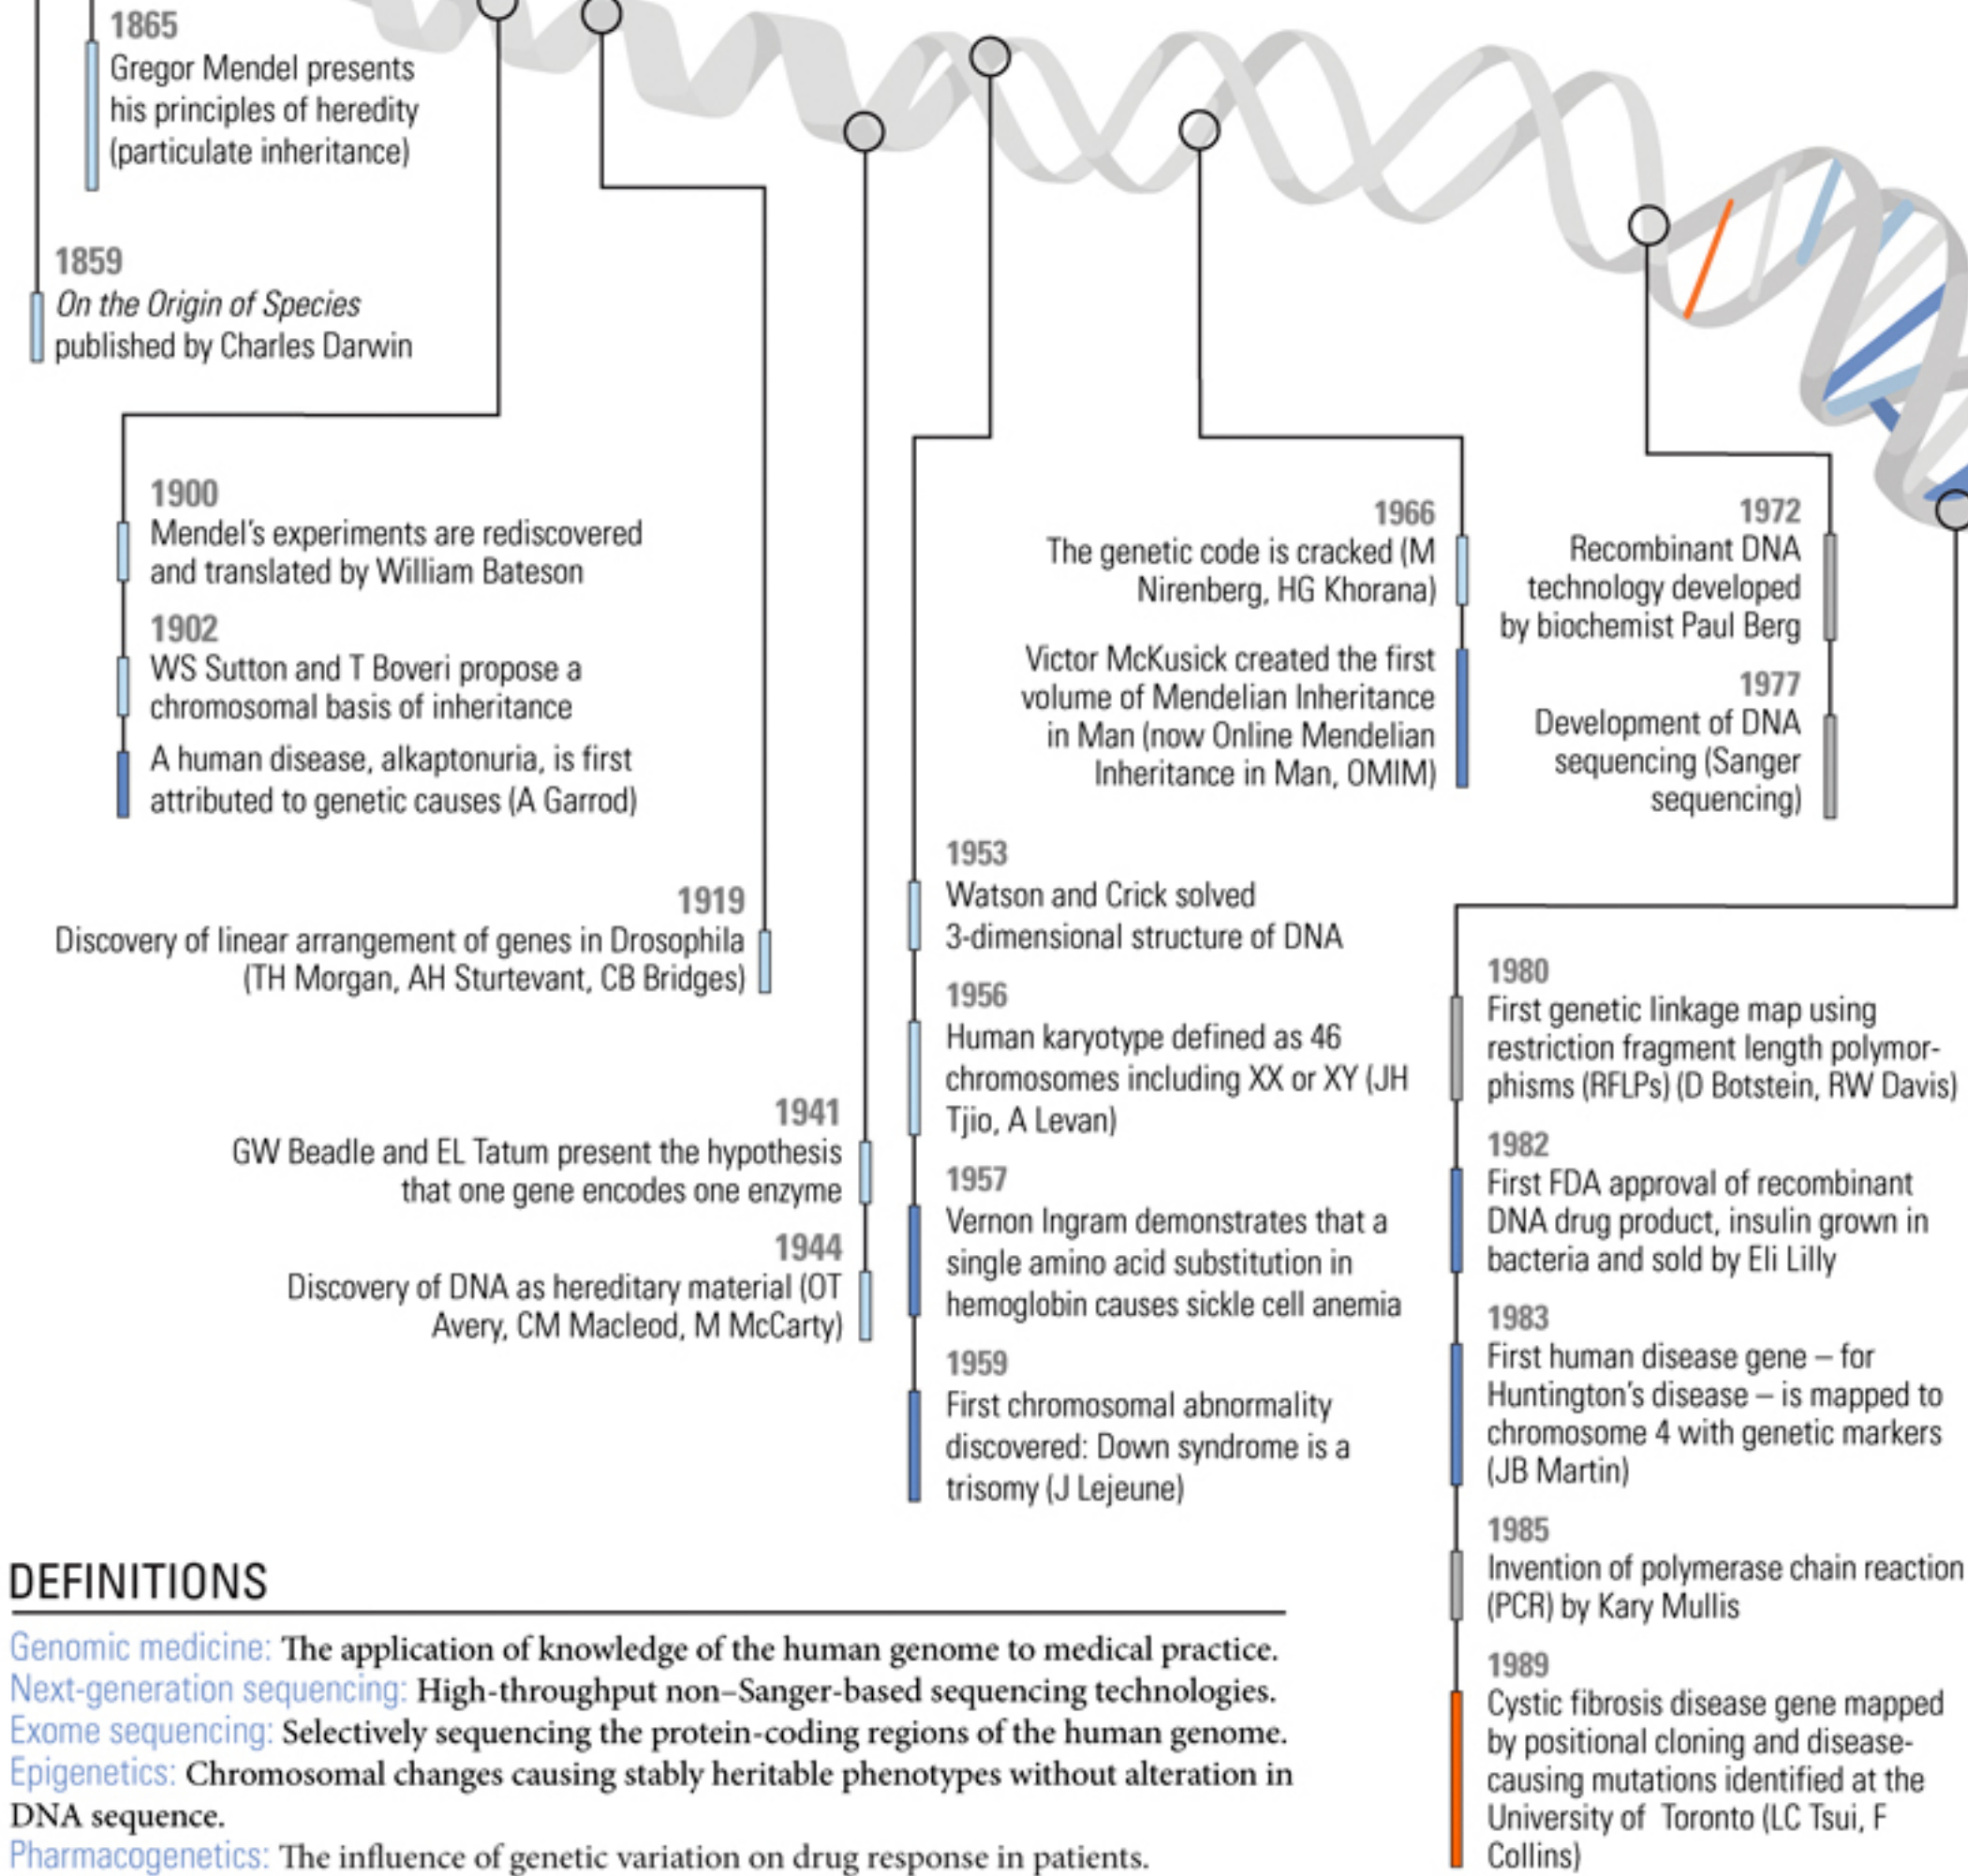 1865
Gregor Mendel presents
his principles of heredity
(particulate inheritance)
1859
On the Origin of Species
published by Charles Darwin
1900
Mendel's experiments are rediscovered
and translated by William Bateson
1902
WS Sutton and T Boveri propose a
chromosomal basis of inheritance
A human disease, alkaptonuria, is first
attributed to genetic causes (A Garrod)
1919
Discovery of linear arrangement of genes in Drosophila
(TH Morgan, AH Sturtevant, CB Bridges)
1941
GW Beadle and EL Tatum present the hypothesis
that one gene encodes one enzyme
1944
Discovery of DNA as hereditary material (OT
Avery, CM Macleod, M McCarty)
1953
Watson and Crick solved
3-dimensional structure of DNA
1956
Human karyotype defined as 46
chromosomes including XX or XY (JH
Tjio, A Levan)
1957
Vernon Ingram demonstrates that a
single amino acid substitution in
hemoglobin causes sickle cell anemia
1959
First chromosomal abnormality
discovered: Down syndrome is a
trisomy (J Lejeune)
1966
The genetic code is cracked (M
Nirenberg, HG Khorana)
Victor McKusick created the first
volume of Mendelian Inheritance
in Man (now Online Mendelian
Inheritance in Man, OMIM)
1972
Recombinant DNA
technology developed
by biochemist Paul Berg
1977
Development of DNA
sequencing (Sanger
sequencing)
1980
First genetic linkage map using
restriction fragment length polymor-
phisms (RFLPs) (D Botstein, RW Davis)
1982
First FDA approval of recombinant
DNA drug product, insulin grown in
bacteria and sold by Eli Lilly
1983
First human disease gene – for
Huntington's disease – is mapped to
chromosome 4 with genetic markers
(JB Martin)
1985
Invention of polymerase chain reaction
(PCR) by Kary Mullis
1989
Cystic fibrosis disease gene mapped
by positional cloning and disease-
causing mutations identified at the
University of Toronto (LC Tsui, F
Collins)
DEFINITIONS
Genomic medicine: The application of knowledge of the human genome to medical practice.
Next-generation sequencing: High-throughput non–Sanger-based sequencing technologies.
Exome sequencing: Selectively sequencing the protein-coding regions of the human genome.
Epigenetics: Chromosomal changes causing stably heritable phenotypes without alteration in
DNA sequence.
Pharmacogenetics: The influence of genetic variation on drug response in patients.